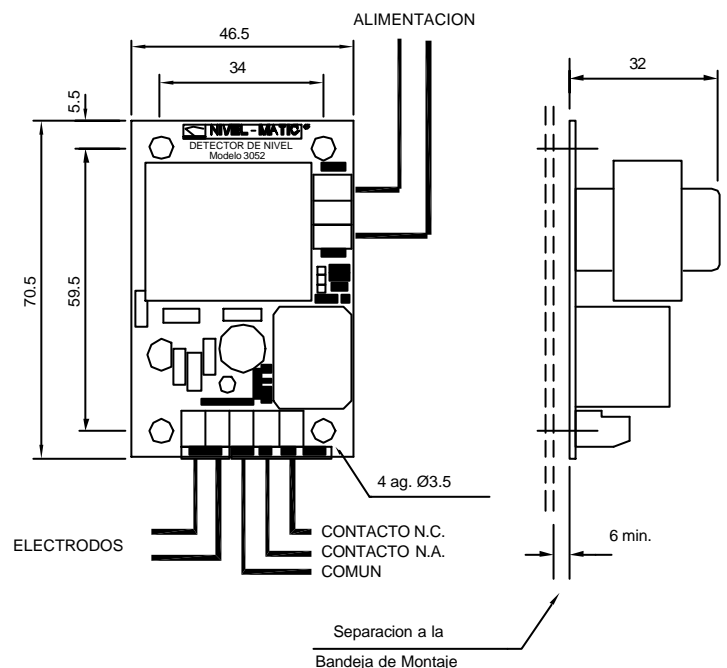 ALIMENTACION
46.5
34
32
5.5
NIVEL - MATIC®
DETECTOR DE NIVEL
Modelo 3052
70.5
59.5
4 ag. Ø3.5
ELECTRODOS
CONTACTO N.C.
CONTACTO N.A.
COMUN
6 min.
Separacion a la
Bandeja de Montaje